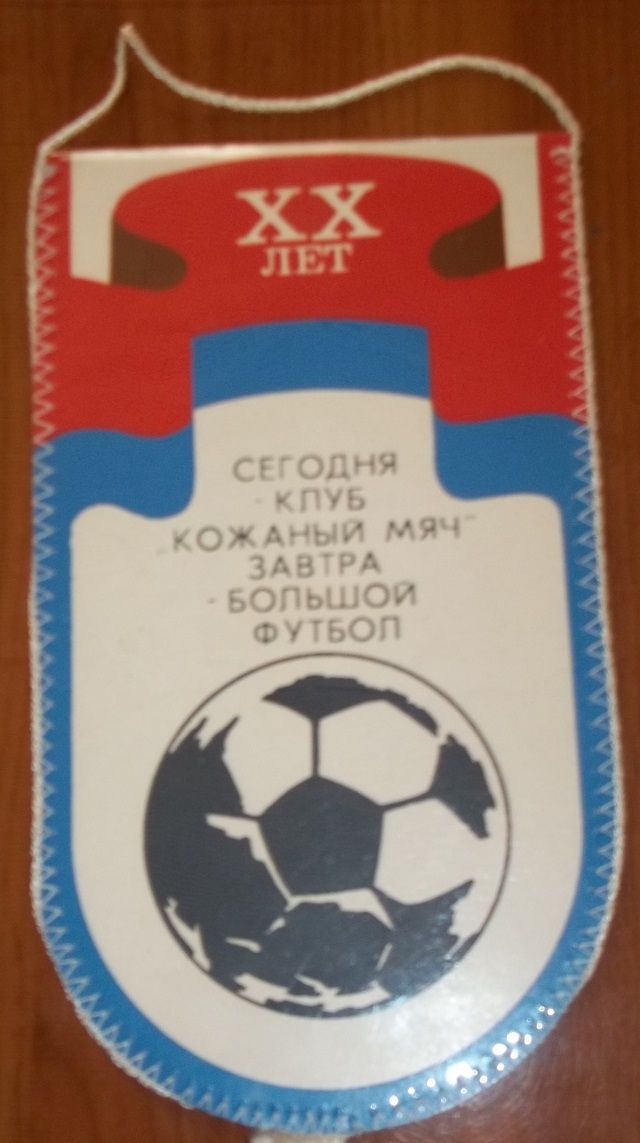 XX
ЛЕТ
СЕГОДНЯ
- КЛУБ
„КОЖАНЫЙ МЯЧ"
ЗАВТРА
- БОЛЬШОЙ
ФУТБОЛ